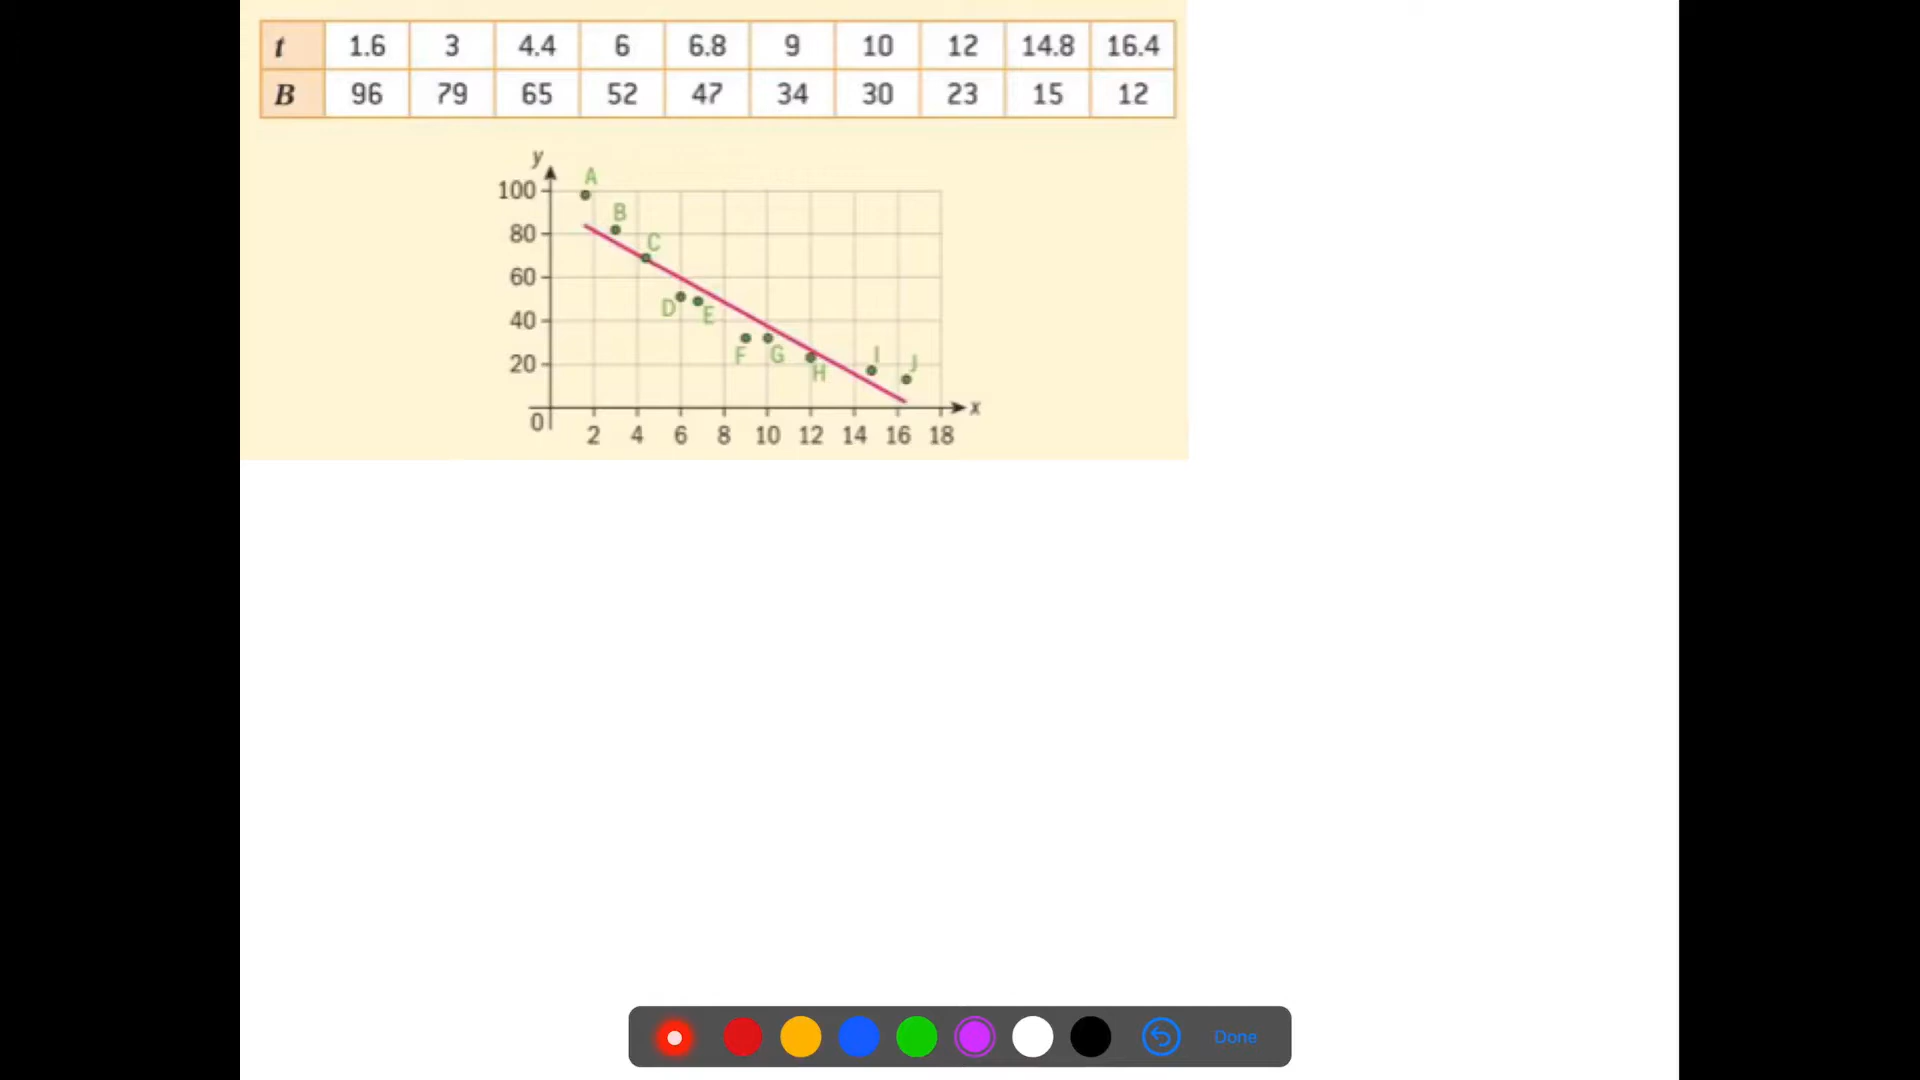 t 1.6 3 4.4 6 6.8 9 10 12 14.8 16.4
B 96 79 65 52 47 34 30 23 15 12
y
A
100
B
80
C
60
D E
40
F G I J
20 H
x
0
2 4 6 8 10 12 14 16 18
Done